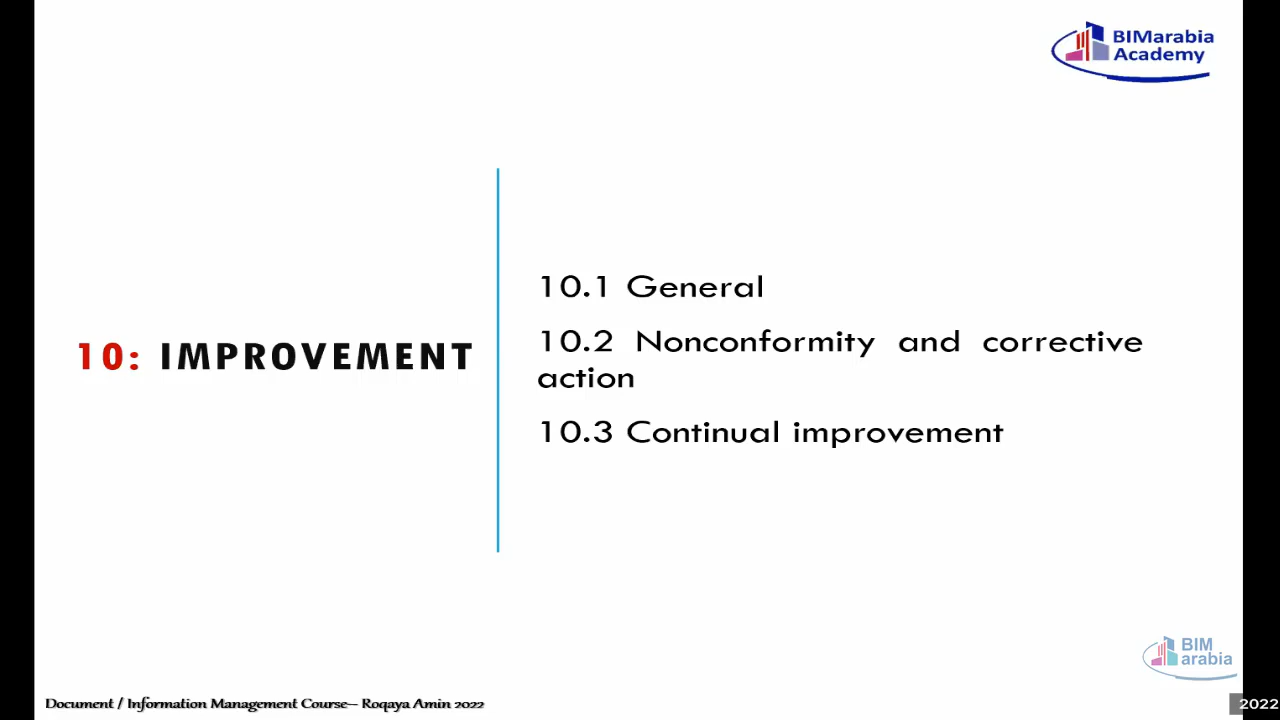 BIMarabia
Academy
10: IMPROVEMENT
10.1 General
10.2 Nonconformity and corrective
action
10.3 Continual improvement
BIM
arabia
Document / Information Management Course– Roqaya Amin 2022
2022